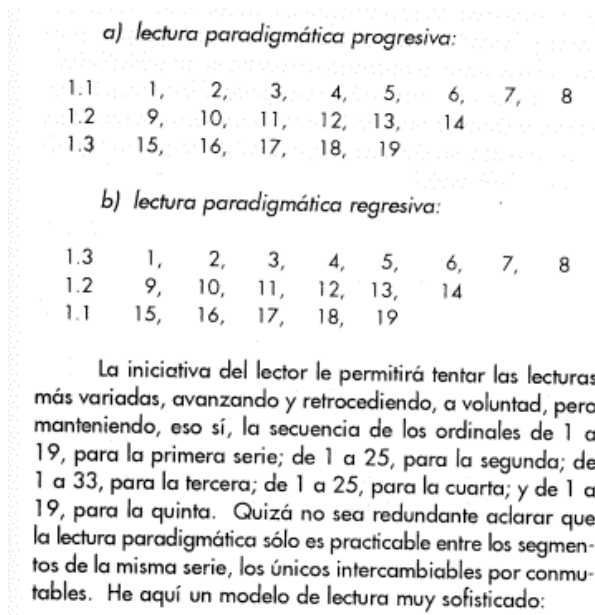 a) lectura paradigmática progresiva:
1.1 1, 2, 3, 4, 5, 6, 7, 8
1.2 9, 10, 11, 12, 13, 14
1.3 15, 16, 17, 18, 19
b) lectura paradigmática regresiva:
1.3 1, 2, 3, 4, 5, 6, 7, 8
1.2 9, 10, 11, 12, 13, 14
1.1 15, 16, 17, 18, 19
La iniciativa del lector le permitirá tentar las lecturas
más variadas, avanzando y retrocediendo, a voluntad, pero
manteniendo, eso sí, la secuencia de los ordinales de 1 a
19, para la primera serie; de 1 a 25, para la segunda; de
1 a 33, para la tercera; de 1 a 25, para la cuarta; y de 1 a
19, para la quinta. Quizá no sea redundante aclarar que
la lectura paradigmática sólo es practicable entre los segmen-
tos de la misma serie, los únicos intercambiables por conmu-
tables. He aquí un modelo de lectura muy sofisticado: